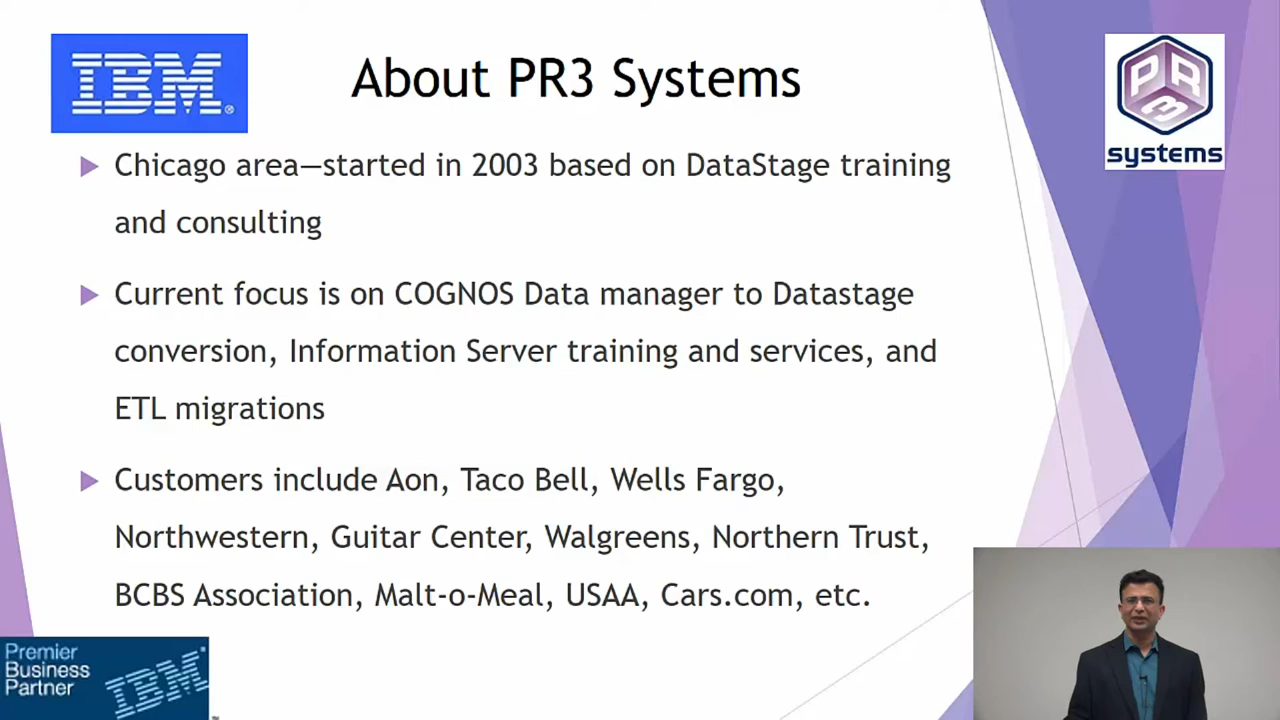 IBM®
About PR3 Systems
PR3
systems
Chicago area—started in 2003 based on DataStage training
and consulting
Current focus is on COGNOS Data manager to Datastage
conversion, Information Server training and services, and
ETL migrations
Customers include Aon, Taco Bell, Wells Fargo,
Northwestern, Guitar Center, Walgreens, Northern Trust,
BCBS Association, Malt-o-Meal, USAA, Cars.com, etc.
Premier
Business
Partner
IBM®